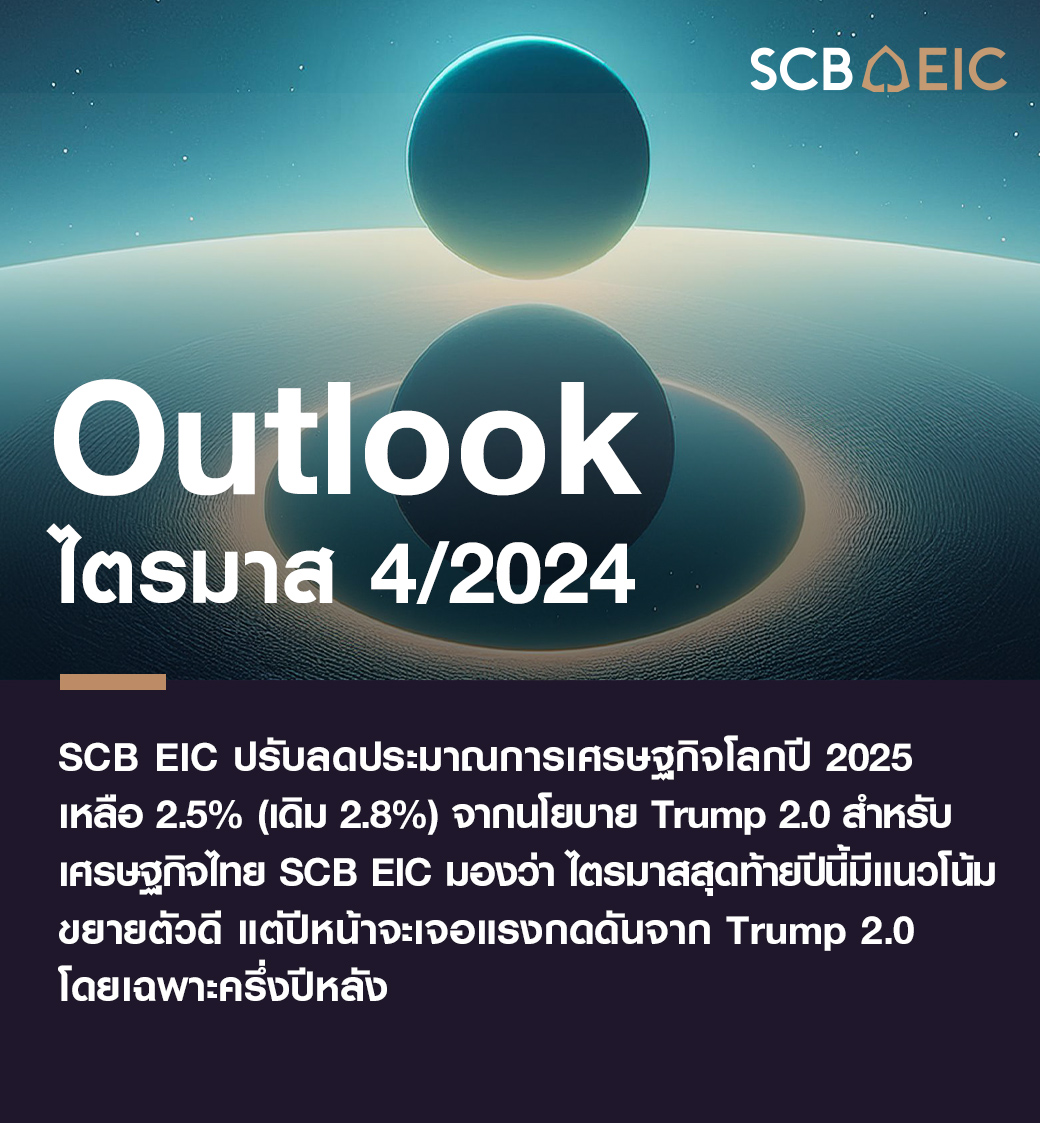 SCB EIC
Outlook
ไตรมาส 4/2024
SCB EIC ปรับลดประมาณการเศรษฐกิจโลกปี 2025
เหลือ 2.5% (เดิม 2.8%) จากนโยบาย Trump 2.0 สำหรับ
เศรษฐกิจไทย SCB EIC มองว่า ไตรมาสสุดท้ายปีนี้มีแนวโน้ม
ขยายตัวดี แต่ปีหน้าจะเจอแรงกดดันจาก Trump 2.0
โดยเฉพาะครึ่งปีหลัง